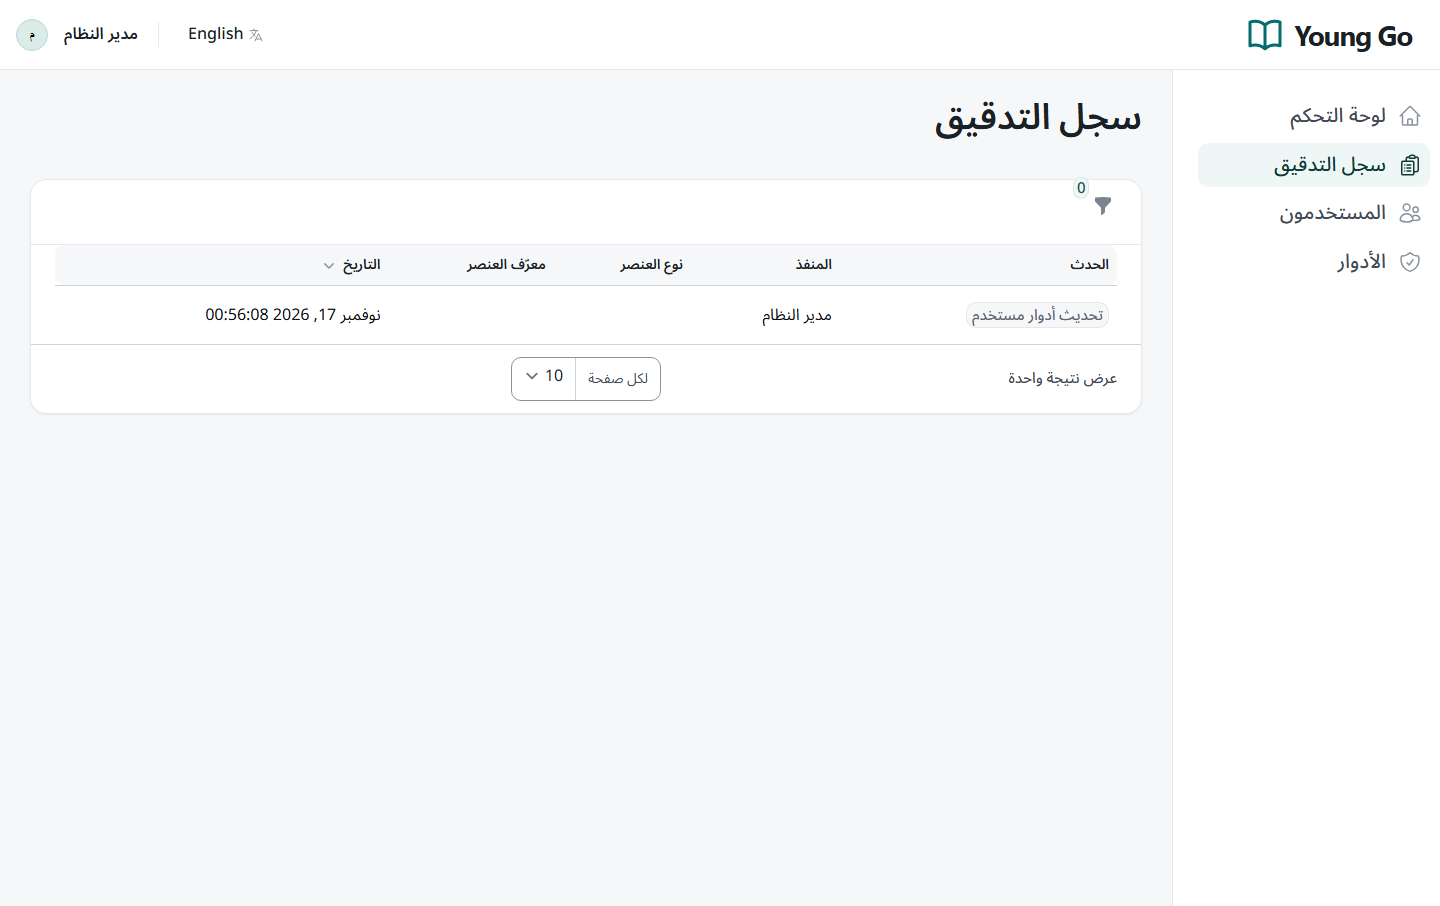 Young Go
English
مدير النظام
م
لوحة التحكم
سجل التدقيق
المستخدمون
الأدوار
سجل التدقيق
0
الحدث
المنفذ
نوع العنصر
معرّف العنصر
التاريخ
تحديث أدوار مستخدم
مدير النظام
نوفمبر 17, 2026 00:56:08
عرض نتيجة واحدة
لكل صفحة
10